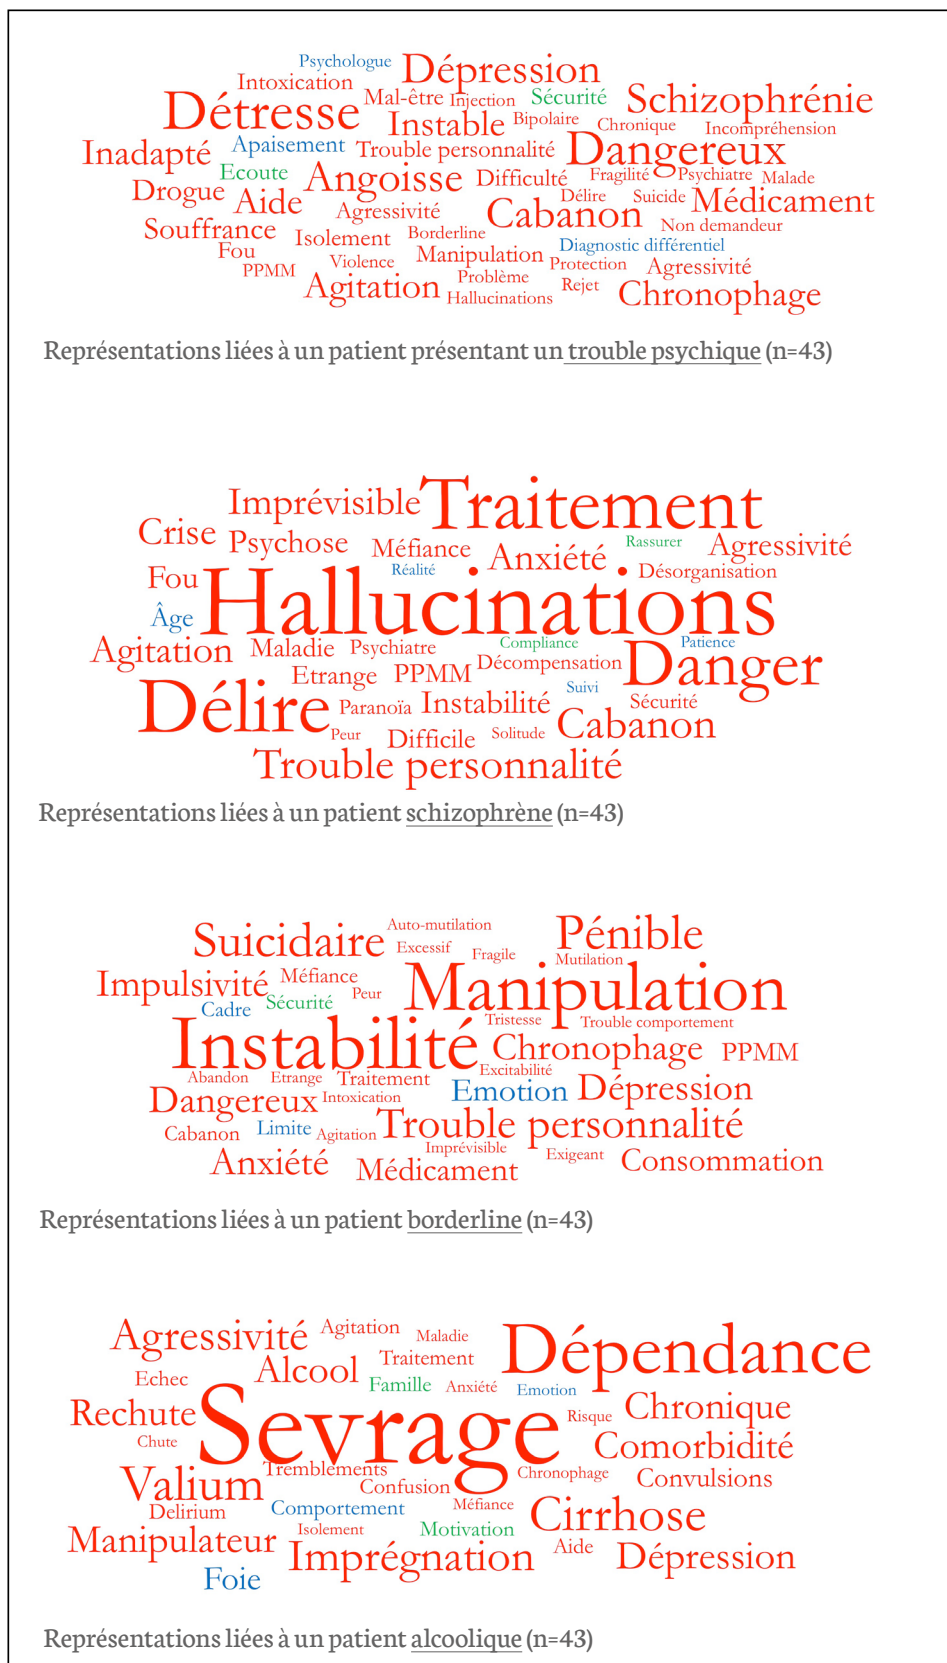 Psychologue Dépression
Intoxication
Détresse Mal-être Injection Sécurité Schizophrénie
Instable Bipolaire Chronique Incompréhension
Inadapté Apaisement Trouble personnalité Dangereux
Ecoute Angoisse Difficulté Fragilité Psychiatre Malade
Drogue Aide Agressivité Cabanon Délire Suicide Médicament
Souffrance Isolement Borderline Non demandeur
Fou Violence Manipulation Diagnostic différentiel
PPMM Agitation Problème Protection Agressivité
Hallucinations Rejet Chronophage
Représentations liées à un patient présentant un trouble psychique (n=43)
Imprévisible Traitement
Crise Psychose Méfiance Anxiété Rassurer Agressivité
Fou Hallucinations Réalité Désorganisation
Âge
Agitation Maladie Psychiatre Compliance Patience
Etrange PPMM Décompensation Danger
Délire Paranoïa Instabilité Suivi Sécurité
Peur Difficile Solitude Cabanon
Trouble personnalité
Représentations liées à un patient schizophrène (n=43)
Suicidaire Auto-mutilation Pénible
Excessif Fragile Mutilation
Impulsivité Méfiance Manipulation
Cadre Sécurité Peur
Instabilité Tristesse Trouble comportement
Chronophage PPMM
Abandon Etrange Traitement Excitabilité
Dangereux Intoxication Emotion Dépression
Cabanon Limite Agitation Trouble personnalité
Anxiété Médicament Imprévisible Exigeant Consommation
Représentations liées à un patient borderline (n=43)
Agressivité Agitation Maladie Dépendance
Echec Alcool Traitement
Famille Anxiété Emotion
Rechute Sevrage Risque Chronique
Chute Comorbidité
Valium Tremblements Chronophage Convulsions
Delirium Confusion
Comportement Méfiance Cirrhose
Manipulateur Isolement Motivation
Imprégnation Aide Dépression
Foie
Représentations liées à un patient alcoolique (n=43)